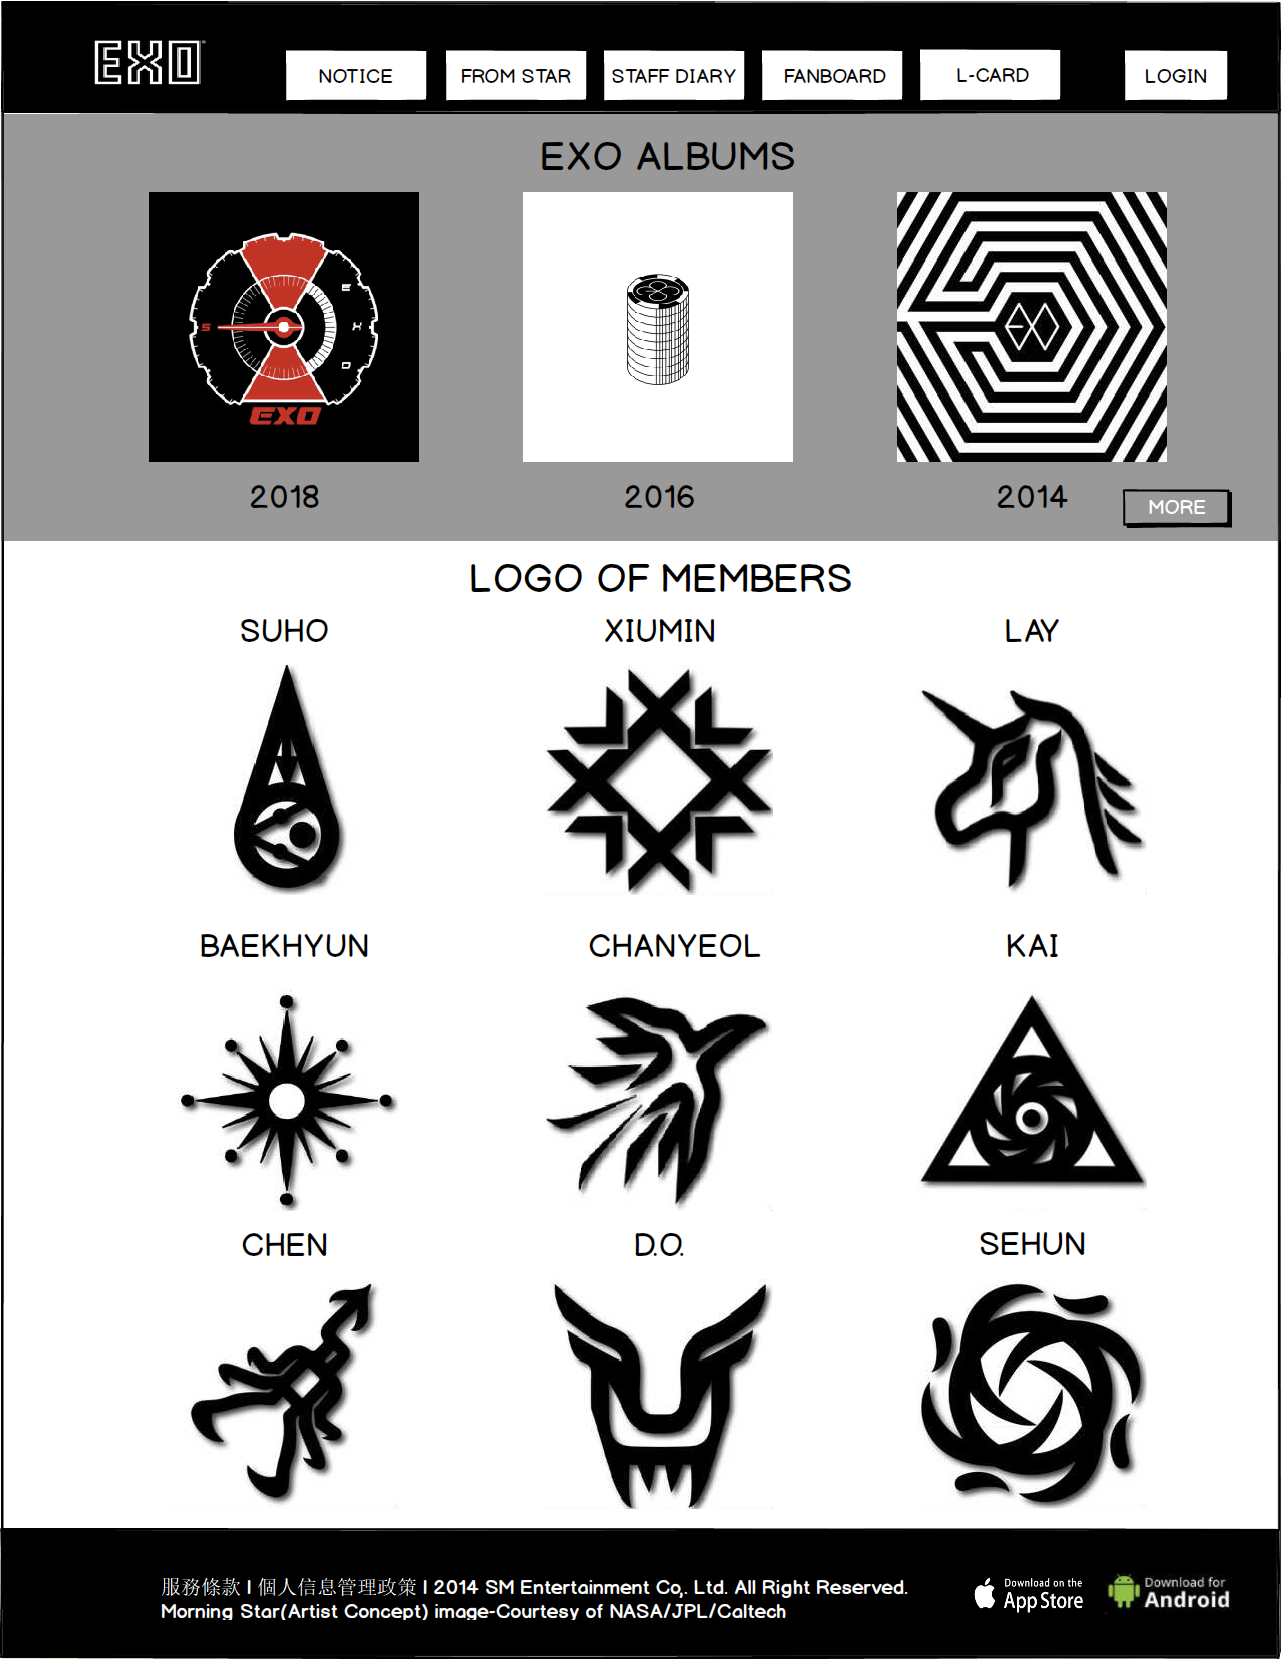 EXO
NOTICE
FROM STAR
STAFF DIARY
FANBOARD
L-CARD
LOGIN
EXO ALBUMS
S
E
X
O
EXO
EXO
2018
2016
2014
MORE
LOGO OF MEMBERS
SUHO
XIUMIN
LAY
BAEKHYUN
CHANYEOL
KAI
CHEN
D.O.
SEHUN
服務條款 I 個人信息管理政策 I 2014 SM Entertainment Co,. Ltd. All Right Reserved.
Morning Star(Artist Concept) image-Courtesy of NASA/JPL/Caltech
Download on the
App Store
Download for
Android